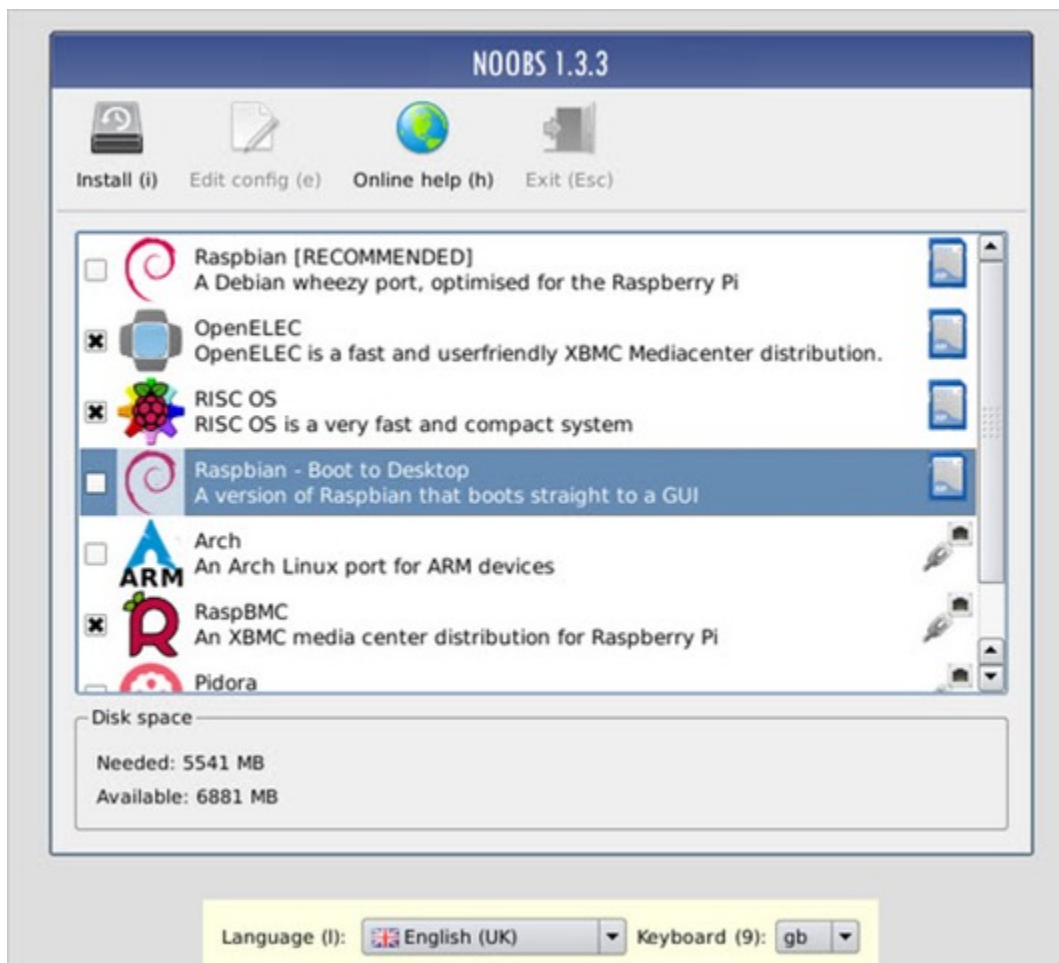 NOOBS 1.3.3
Install (i) Edit config (e) Online help (h) Exit (Esc)
Raspbian [RECOMMENDED]
A Debian wheezy port, optimised for the Raspberry Pi
OpenELEC
OpenELEC is a fast and userfriendly XBMC Mediacenter distribution.
RISC OS
RISC OS is a very fast and compact system
Raspbian - Boot to Desktop
A version of Raspbian that boots straight to a GUI
Arch
An Arch Linux port for ARM devices
ARM
RaspBMC
An XBMC media center distribution for Raspberry Pi
Pidora
Disk space
Needed: 5541 MB
Available: 6881 MB
Language (l): English (UK) Keyboard (9): gb